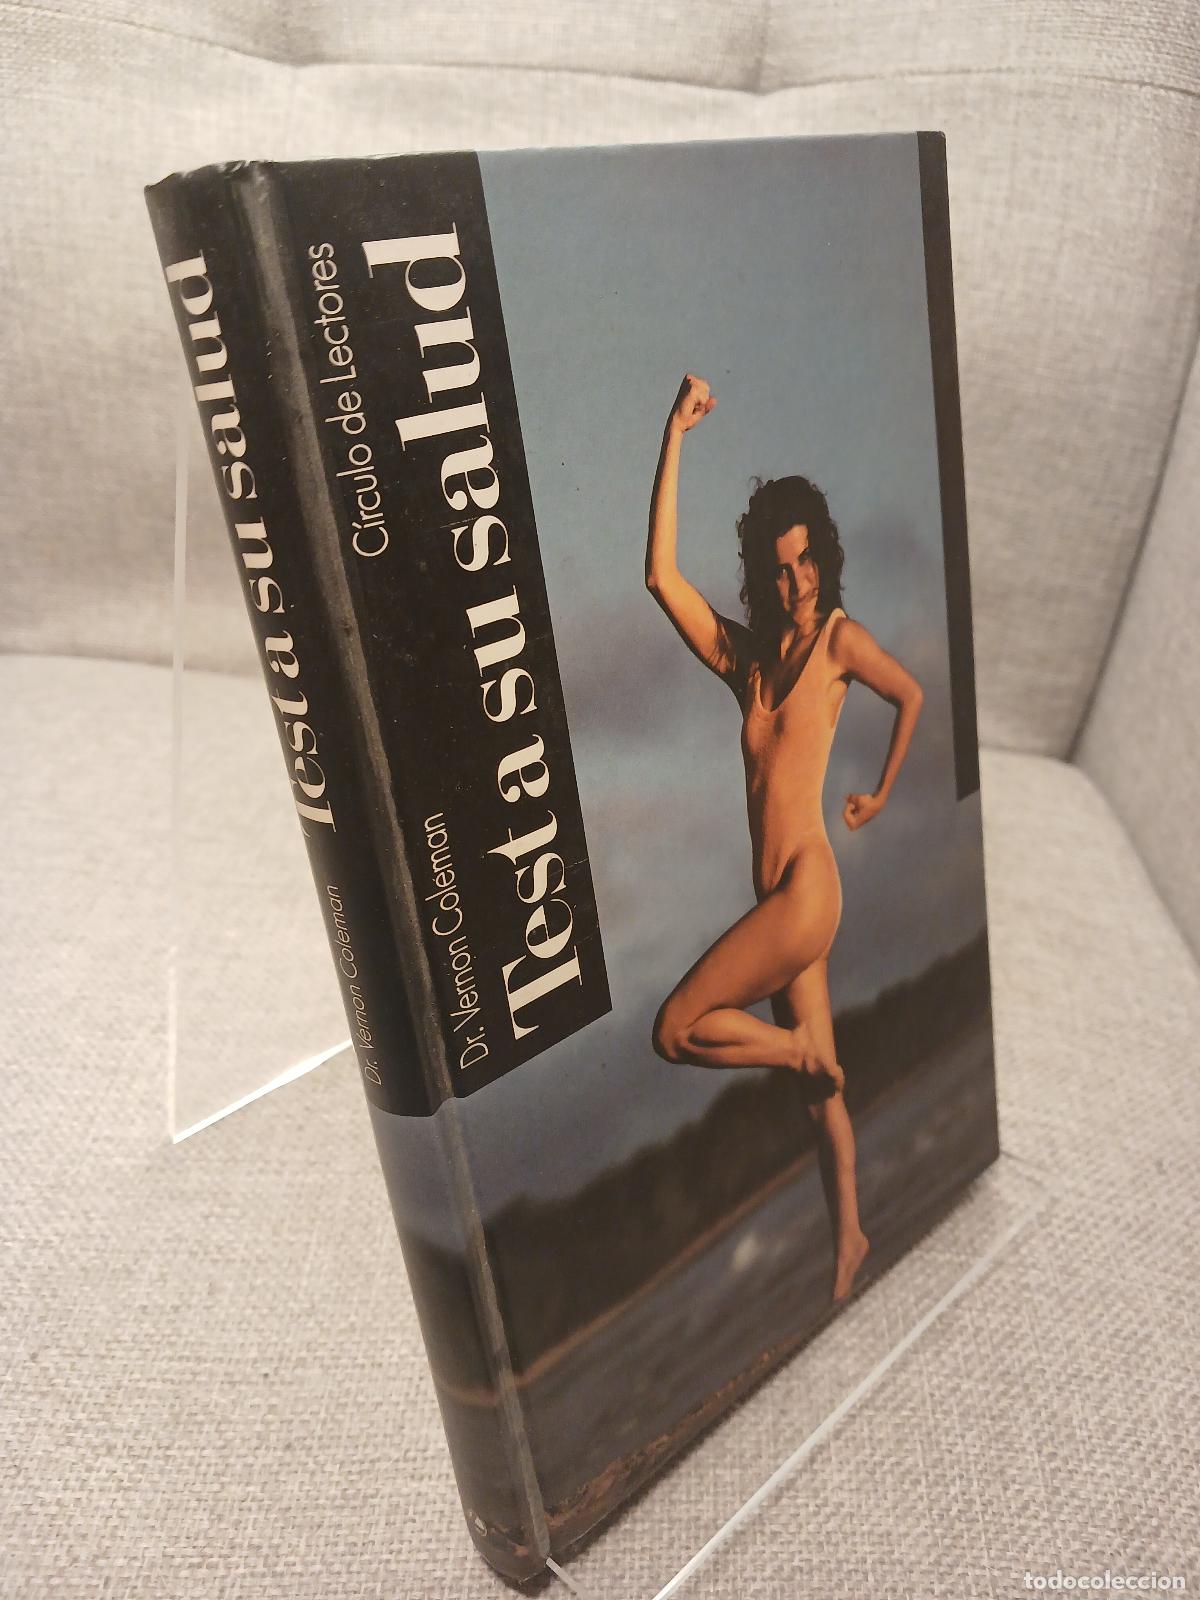 Test a su salud
Dr. Vernon Coleman
Círculo de Lectores
Dr. Vernon Coleman
Test a su salud
todocoleccion